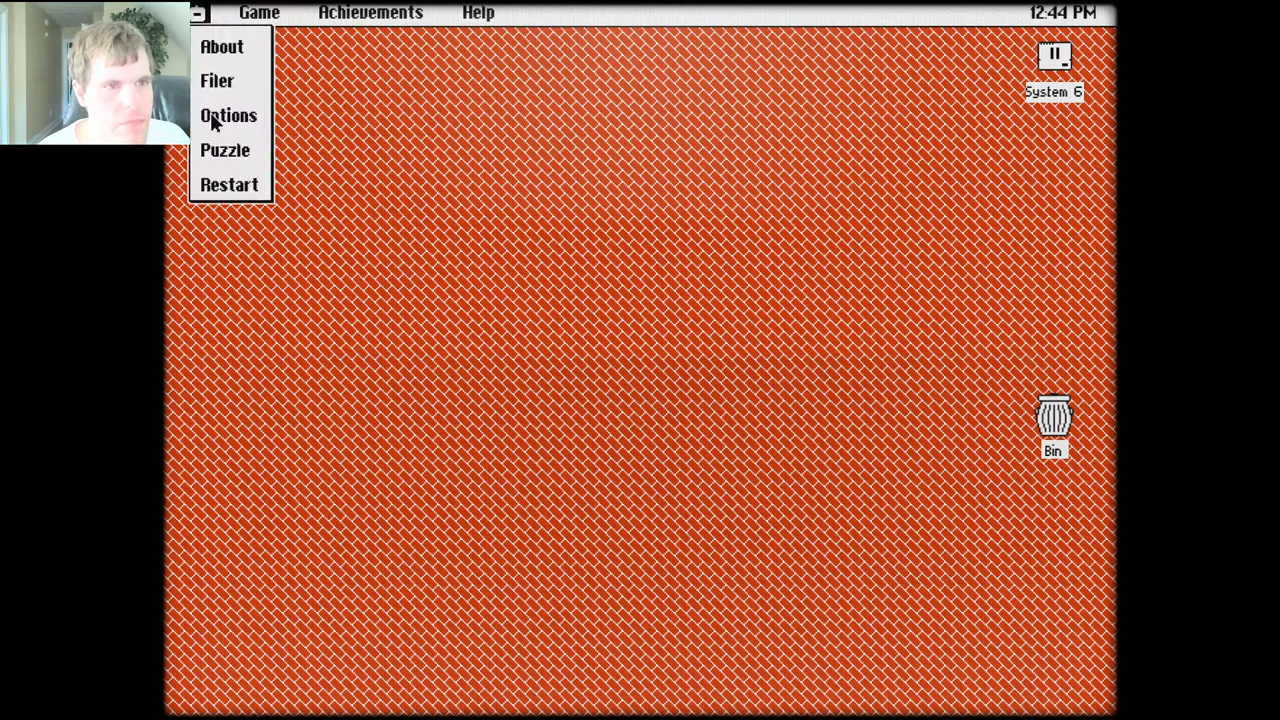 Game Achievements Help 12:44 PM
About
Filer
Options
Puzzle
Restart
System 6
Bin